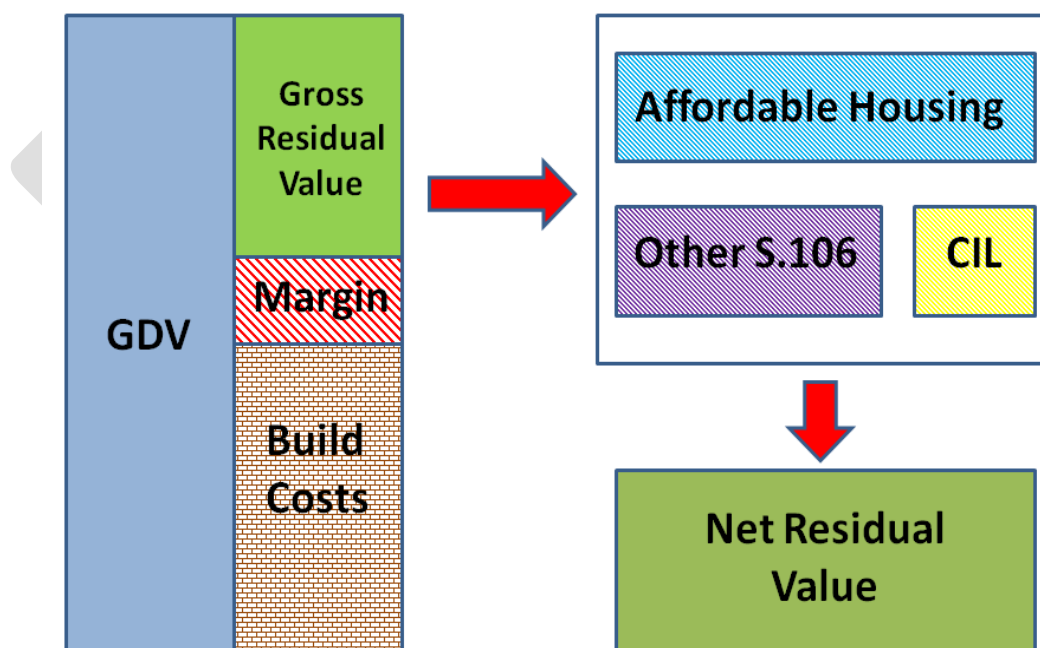 GDV
Gross
Residual
Value
Margin
Build
Costs
Affordable Housing
Other S.106
CIL
Net Residual
Value